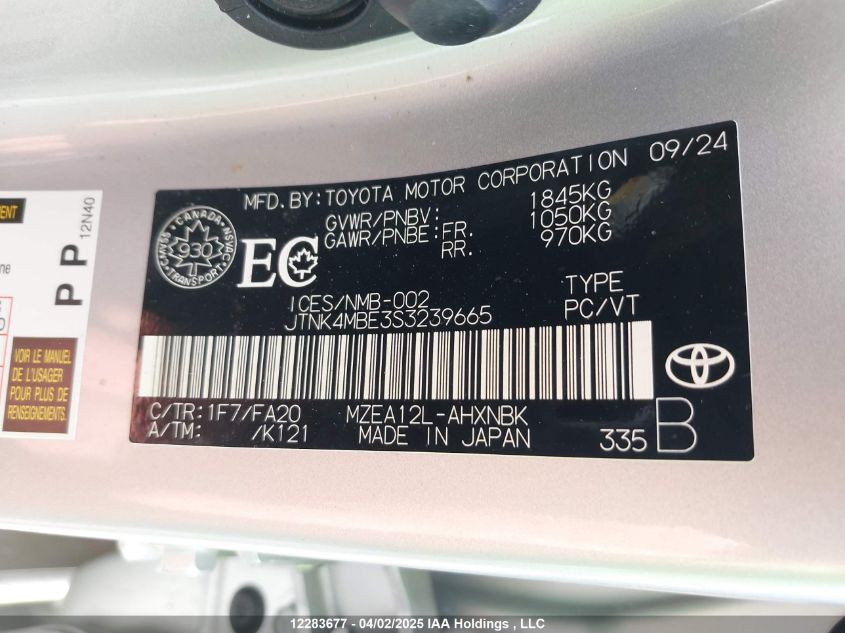 MFD. BY: TOYOTA MOTOR CORPORATION 09/24
GVWR/PNBV: 1845KG
GAWR/PNBE: FR. 1050KG
RR. 970KG
CANADA
930
TRANSPORT
CMVSS
NSVAC
EC
ICES/NMB-002
TYPE
JTNK4MBE3S3239665
PC/VT
C/TR: 1F7/FA20
MZEA12L-AHXNBK
A/TM: /K121
MADE IN JAPAN
335 B
P P
12N40
VOIR LE MANUEL
DE L'USAGER
POUR PLUS DE
RENSEIGNEMENTS.
12283677 - 04/02/2025 IAA Holdings , LLC